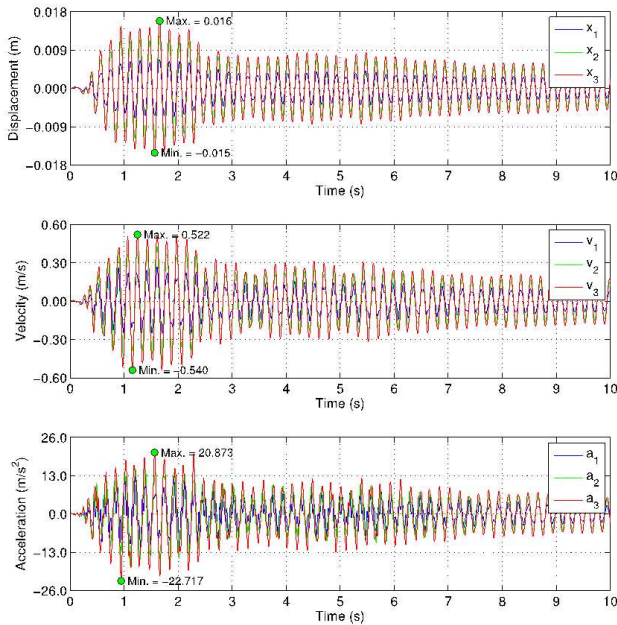 0.018
0.009
0.000
−0.009
−0.018
Displacement (m)
Max. = 0.016
Min. = −0.015
x1
x2
x3
0 1 2 3 4 5 6 7 8 9 10
Time (s)
0.60
0.30
0.00
−0.30
−0.60
Velocity (m/s)
Max. = 0.522
Min. = −0.540
v1
v2
v3
0 1 2 3 4 5 6 7 8 9 10
Time (s)
26.0
13.0
0.0
−13.0
−26.0
Acceleration (m/s²)
Max. = 20.873
Min. = −22.717
a1
a2
a3
0 1 2 3 4 5 6 7 8 9 10
Time (s)